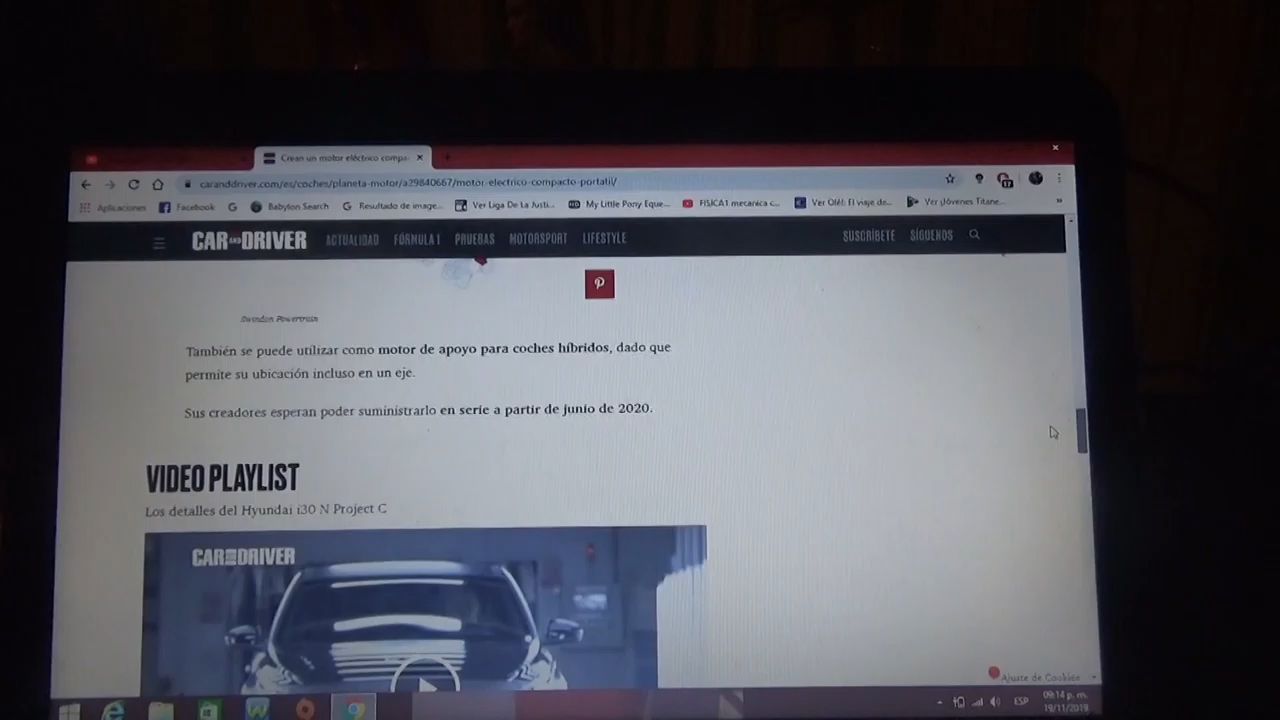 Crean un motor eléctrico compa
caranddriver.com/es/coches/planeta-motor/a29840667/motor-electrico-compacto-portatil/
Aplicaciones Facebook Babylon Search Resultado de image... Ver Liga De La Justi... My Little Pony Eque... FISICA1 mecanica c... Ver Olé!: El viaje de... Ver ¡Jóvenes Titane... »
CAR AND DRIVER ACTUALIDAD FÓRMULA 1 PRUEBAS MOTORSPORT LIFESTYLE SUSCRÍBETE SÍGUENOS
Swindon Powertrain
También se puede utilizar como motor de apoyo para coches híbridos, dado que
permite su ubicación incluso en un eje.
Sus creadores esperan poder suministrarlo en serie a partir de junio de 2020.
VIDEO PLAYLIST
Los detalles del Hyundai i30 N Project C
CAR AND DRIVER
Ajuste de Cookies
ESP
09:14 p. m.
19/11/2019